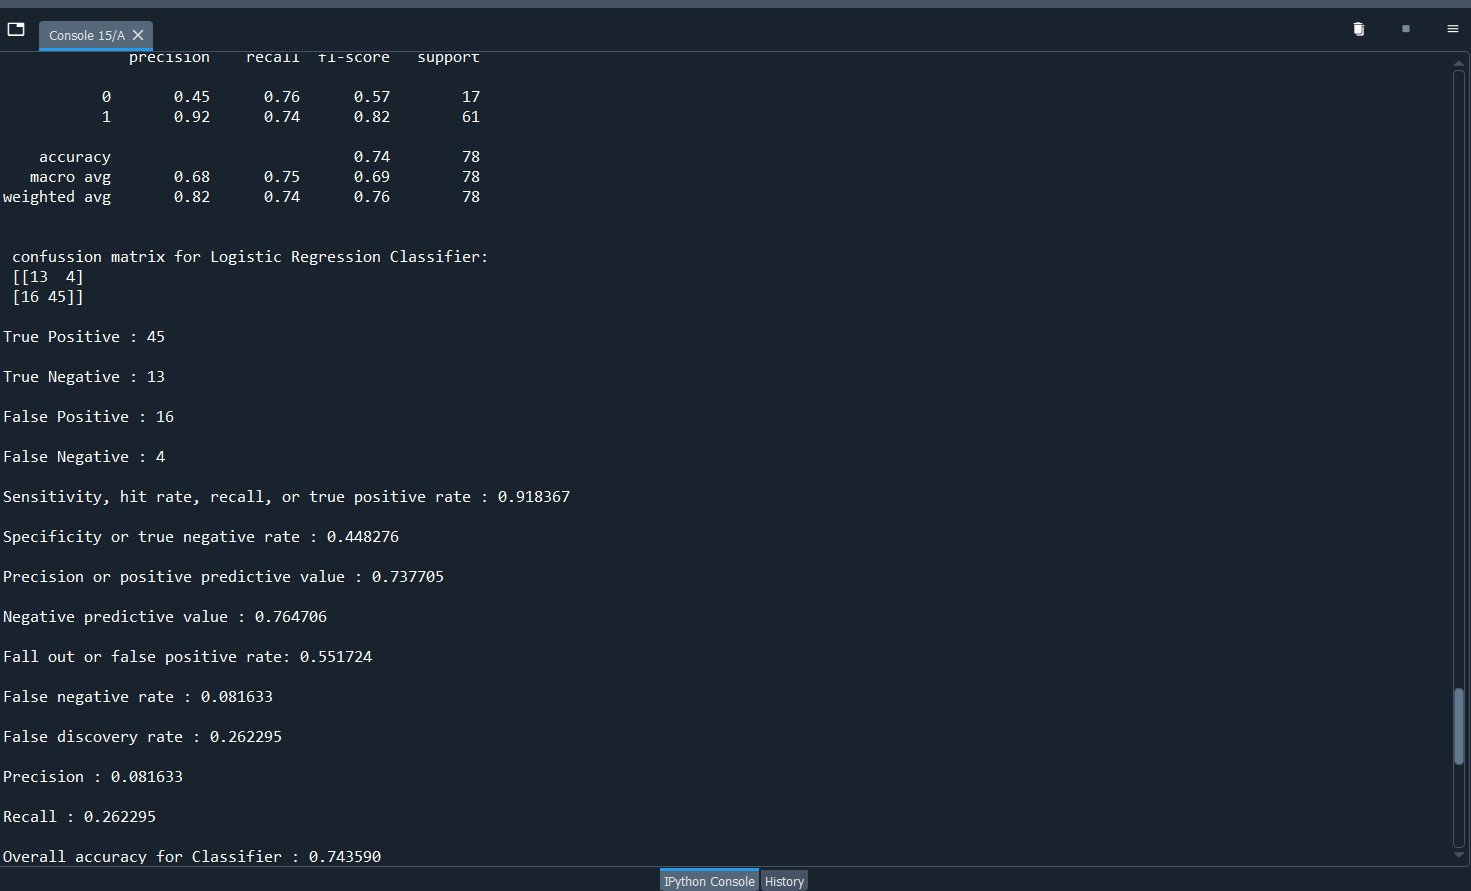 Console 15/A
precision recall f1-score support
0 0.45 0.76 0.57 17
1 0.92 0.74 0.82 61
accuracy 0.74 78
macro avg 0.68 0.75 0.69 78
weighted avg 0.82 0.74 0.76 78
confussion matrix for Logistic Regression Classifier:
[[13 4]
[16 45]]
True Positive : 45
True Negative : 13
False Positive : 16
False Negative : 4
Sensitivity, hit rate, recall, or true positive rate : 0.918367
Specificity or true negative rate : 0.448276
Precision or positive predictive value : 0.737705
Negative predictive value : 0.764706
Fall out or false positive rate: 0.551724
False negative rate : 0.081633
False discovery rate : 0.262295
Precision : 0.081633
Recall : 0.262295
Overall accuracy for Classifier : 0.743590
IPython Console History